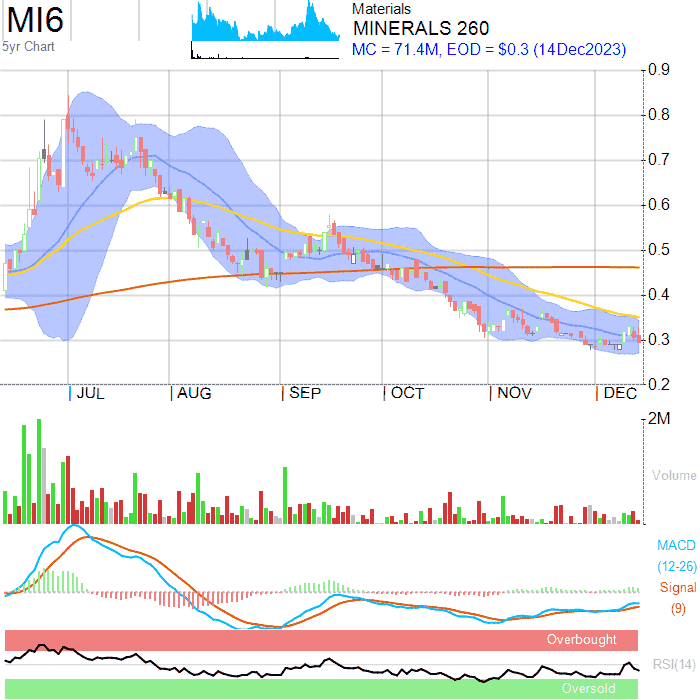 MI6
5yr Chart
Materials
MINERALS 260
MC = 71.4M, EOD = $0.3 (14Dec2023)
0.9
0.8
0.7
0.6
0.5
0.4
0.3
0.2
JUL AUG SEP OCT NOV DEC
2M
Volume
MACD
(12-26)
Signal
(9)
Overbought
RSI(14)
Oversold